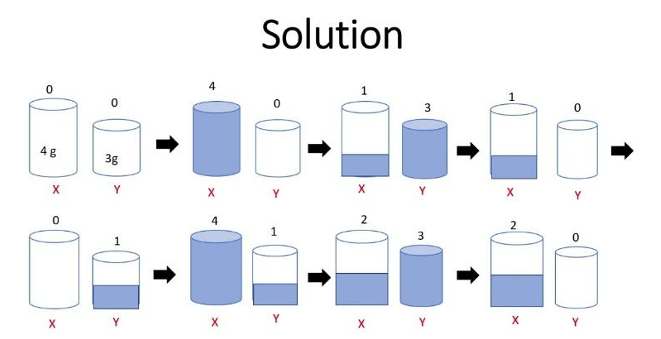 Solution
0 0 4 0 1 3 1 0
4 g 3g
X Y X Y X Y X Y
0 1 4 1 2 3 2 0
X Y X Y X Y X Y